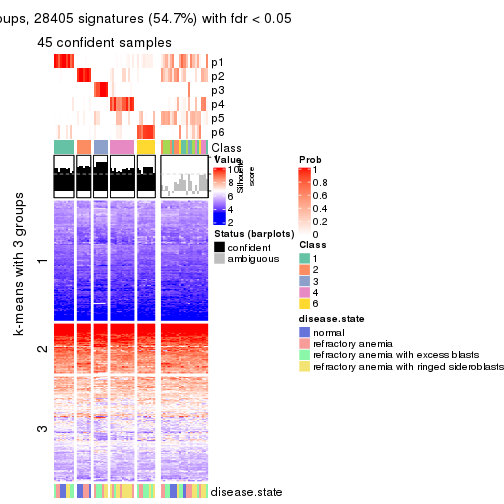 oups, 28405 signatures (54.7%) with fdr < 0.05
45 confident samples
p1
p2
p3
p4
p5
p6
Class
Silhouette
score
k-means with 3 groups
1
2
3
disease.state
Value
10
8
6
4
2
Status (barplots)
confident
ambiguous
Prob
1
0.8
0.6
0.4
0.2
0
Class
1
2
3
4
6
disease.state
normal
refractory anemia
refractory anemia with excess blasts
refractory anemia with ringed sideroblasts